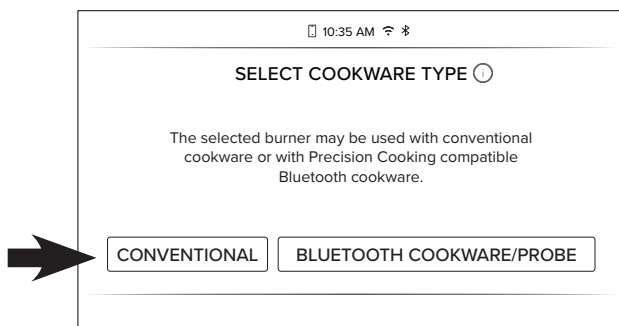 10:35 AM
SELECT COOKWARE TYPE i
The selected burner may be used with conventional
cookware or with Precision Cooking compatible
Bluetooth cookware.
CONVENTIONAL BLUETOOTH COOKWARE/PROBE